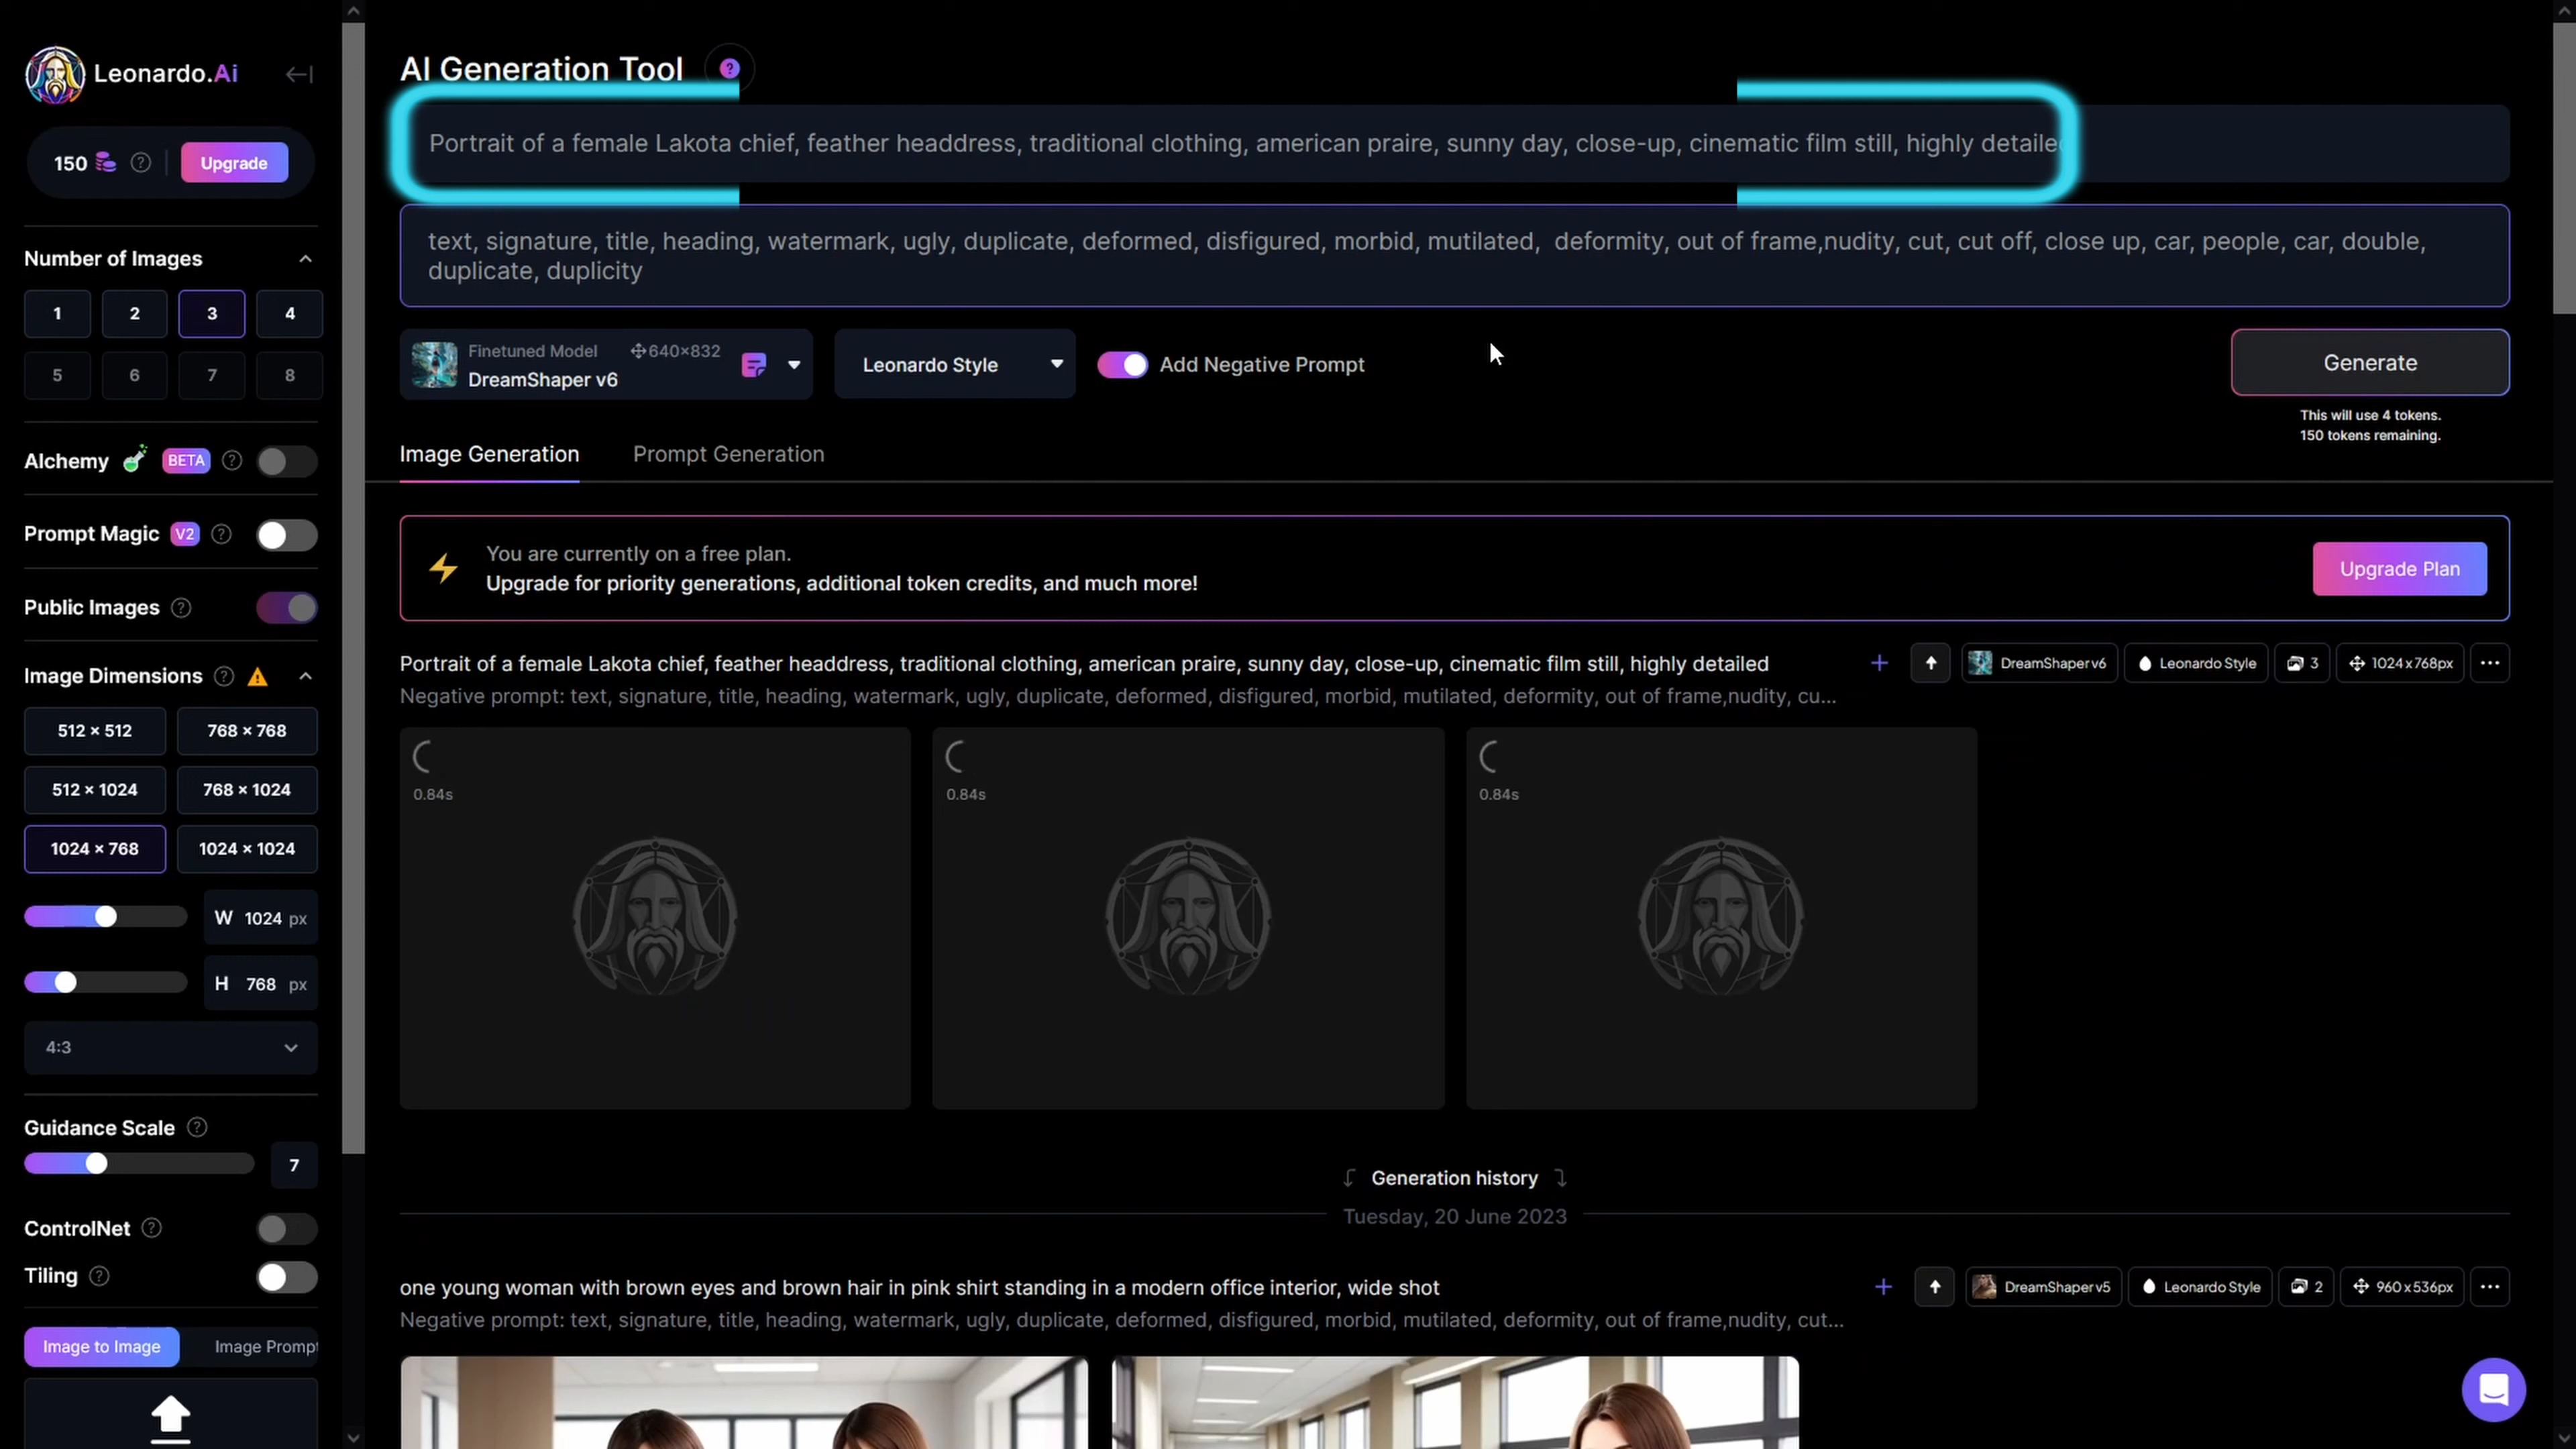 Leonardo.Ai
150
Upgrade
Number of Images
1 2 3 4
5 6 7 8
Alchemy BETA
Prompt Magic V2
Public Images
Image Dimensions
512 × 512 768 × 768
512 × 1024 768 × 1024
1024 × 768 1024 × 1024
W 1024 px
H 768 px
4:3
Guidance Scale
7
ControlNet
Tiling
Image to Image Image Prompt
AI Generation Tool ?
Portrait of a female Lakota chief, feather headdress, traditional clothing, american praire, sunny day, close-up, cinematic film still, highly detailed
text, signature, title, heading, watermark, ugly, duplicate, deformed, disfigured, morbid, mutilated,  deformity, out of frame,nudity, cut, cut off, close up, car, people, car, double,
duplicate, duplicity
Finetuned Model 640×832
DreamShaper v6
Leonardo Style
Add Negative Prompt
Generate
This will use 4 tokens.
150 tokens remaining.
Image Generation Prompt Generation
You are currently on a free plan.
Upgrade for priority generations, additional token credits, and much more!
Upgrade Plan
Portrait of a female Lakota chief, feather headdress, traditional clothing, american praire, sunny day, close-up, cinematic film still, highly detailed
DreamShaper v6 Leonardo Style 3 1024x768px ...
Negative prompt: text, signature, title, heading, watermark, ugly, duplicate, deformed, disfigured, morbid, mutilated, deformity, out of frame,nudity, cu...
0.84s 0.84s 0.84s
Generation history
Tuesday, 20 June 2023
one young woman with brown eyes and brown hair in pink shirt standing in a modern office interior, wide shot
DreamShaper v5 Leonardo Style 2 960x536px ...
Negative prompt: text, signature, title, heading, watermark, ugly, duplicate, deformed, disfigured, morbid, mutilated, deformity, out of frame,nudity, cut...